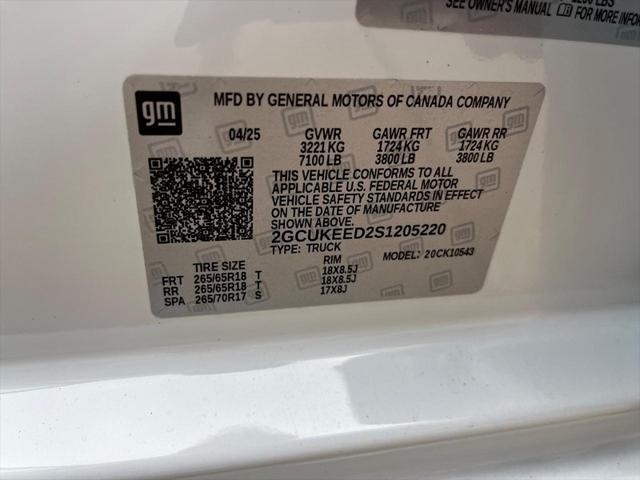 SEE OWNER'S MANUAL FOR MORE INFOR
gm
MFD BY GENERAL MOTORS OF CANADA COMPANY
04/25 GVWR GAWR FRT GAWR RR
3221 KG 1724 KG 1724 KG
7100 LB 3800 LB 3800 LB
THIS VEHICLE CONFORMS TO ALL
APPLICABLE U.S. FEDERAL MOTOR
VEHICLE SAFETY STANDARDS IN EFFECT
ON THE DATE OF MANUFACTURE
SHOWN ABOVE.
2GCUKEED2S1205220
TYPE: TRUCK MODEL: 20CK10543
TIRE SIZE RIM
FRT 265/65R18 T 18X8.5J
RR 265/65R18 T 18X8.5J
SPA 265/70R17 S 17X8J